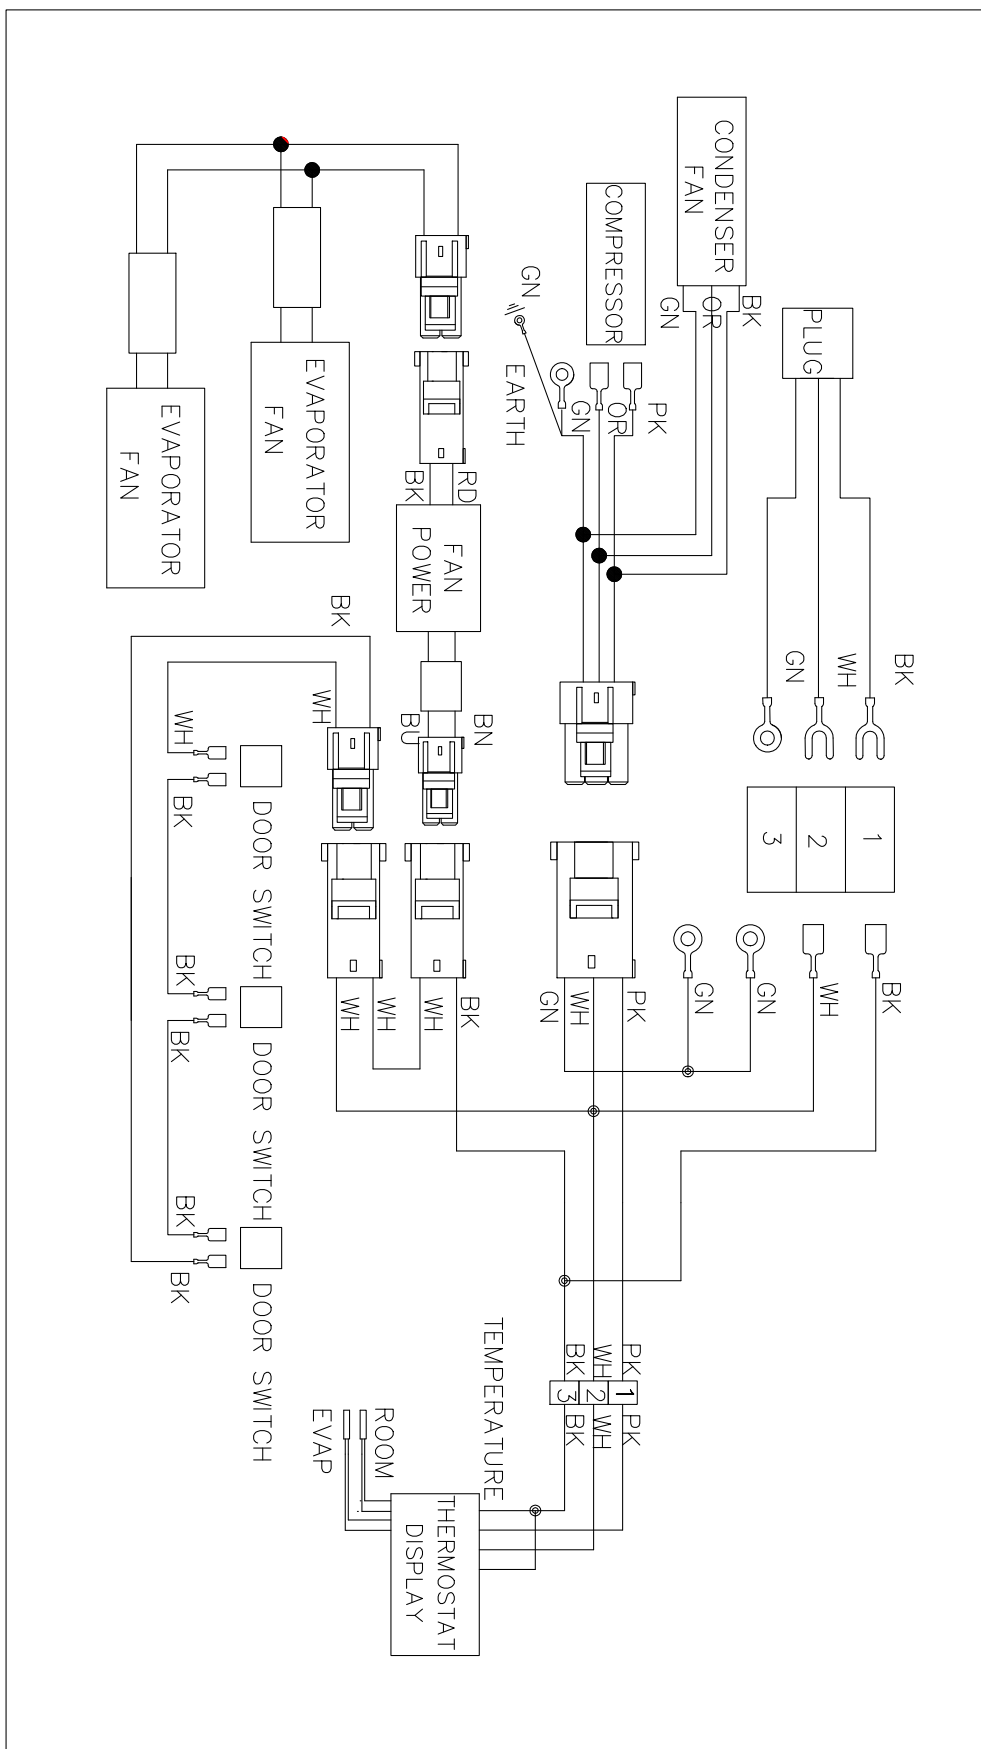 CONDENSER
FAN
BK
OR
GN
COMPRESSOR
PK
OR
GN
GN
EARTH
PLUG
BK
WH
GN
1
2
3
BK
WH
GN
GN
EVAPORATOR
FAN
EVAPORATOR
FAN
RD
BK
FAN
POWER
BN
BU
BK
WH
WH
BK
DOOR SWITCH
BK
BK
DOOR SWITCH
BK
BK
DOOR SWITCH
PK
WH
GN
BK
WH
WH
WH
PK
WH
BK
1
2
3
PK
WH
BK
TEMPERATURE
ROOM
EVAP
THERMOSTAT
DISPLAY